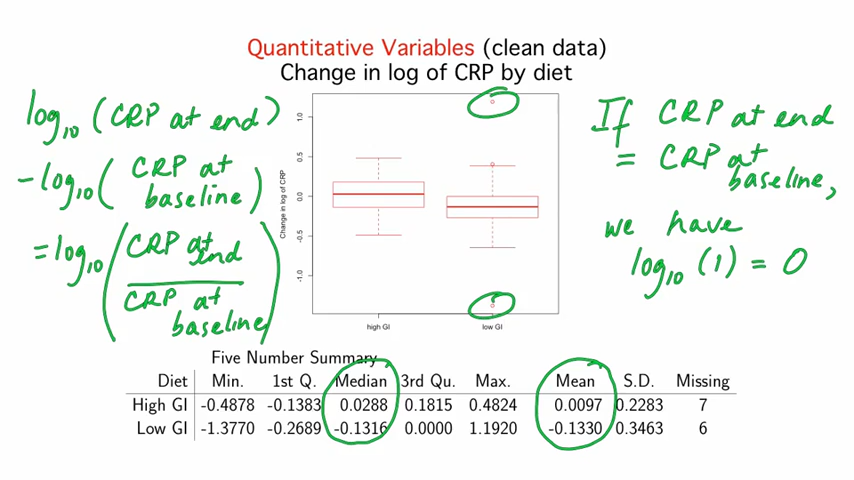 Quantitative Variables (clean data)
Change in log of CRP by diet
log10 (CRP at end)
-log10 (CRP at
baseline)
=log10 (CRP at
end
CRP at
baseline)
Change in log of CRP
1.0
0.5
0.0
-0.5
-1.0
high GI
low GI
If CRP at end
= CRP at
baseline,
we have
log10 (1) = 0
Five Number Summary
Diet Min. 1st Q. Median 3rd Qu. Max. Mean S.D. Missing
High GI -0.4878 -0.1383 0.0288 0.1815 0.4824 0.0097 0.2283 7
Low GI -1.3770 -0.2689 -0.1316 0.0000 1.1920 -0.1330 0.3463 6